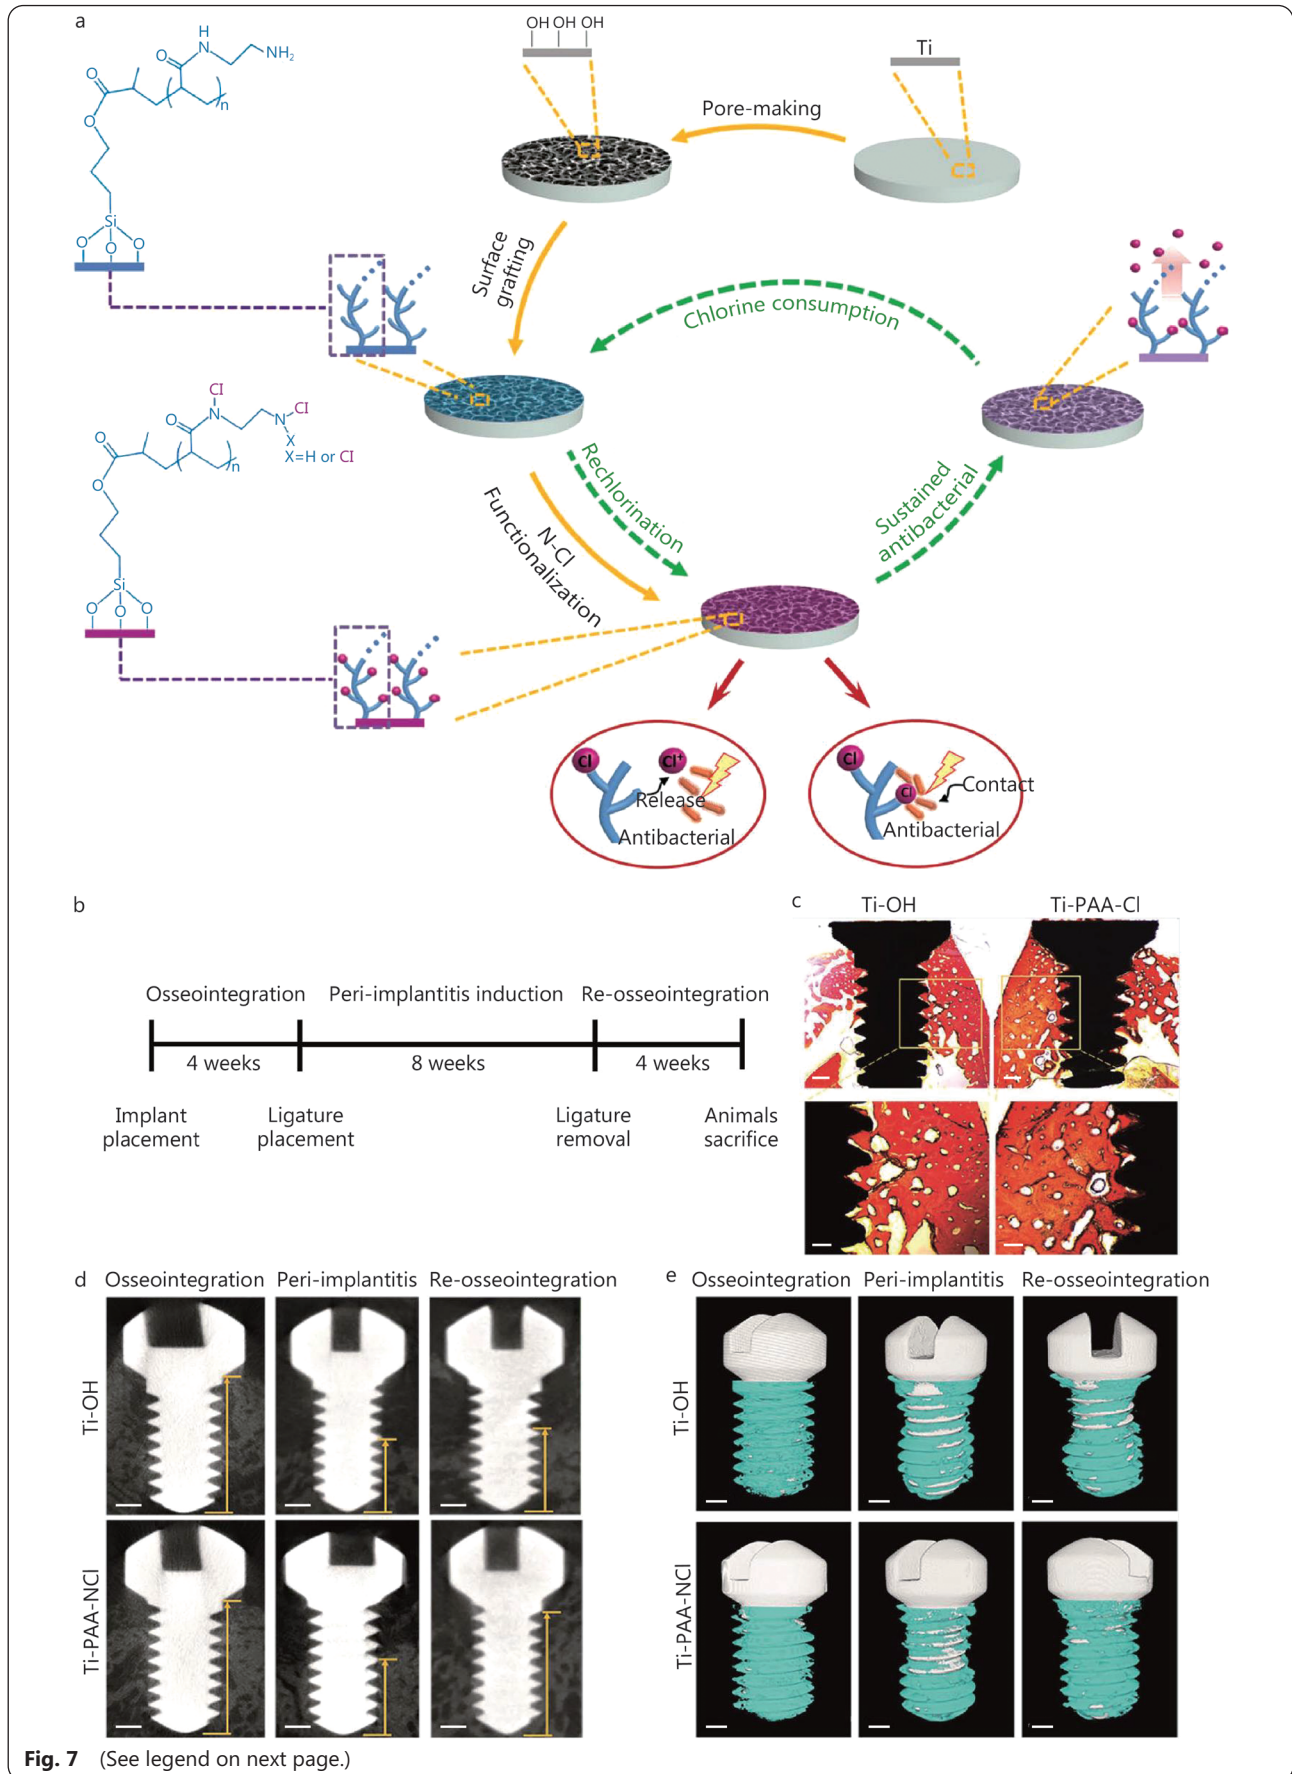 a
OH OH OH
Ti
Pore-making
H
N
O
NH2
O
n
O
Si
O
O
O
Surface
grafting
Chlorine consumption
Cl
N
Cl
N
O
X
X=H or Cl
O
n
O
Si
O
O
O
Rechlorination
N-Cl
Functionalization
Sustained
antibacterial
Cl
Cl+
Release
Antibacterial
Cl
Cl
Contact
Antibacterial
b
Osseointegration
Peri-implantitis induction
Re-osseointegration
4 weeks
8 weeks
4 weeks
Implant
placement
Ligature
placement
Ligature
removal
Animals
sacrifice
c
Ti-OH
Ti-PAA-Cl
d
Osseointegration
Peri-implantitis
Re-osseointegration
Ti-OH
Ti-PAA-NCl
e
Osseointegration
Peri-implantitis
Re-osseointegration
Ti-OH
Ti-PAA-NCl
Fig. 7 (See legend on next page.)